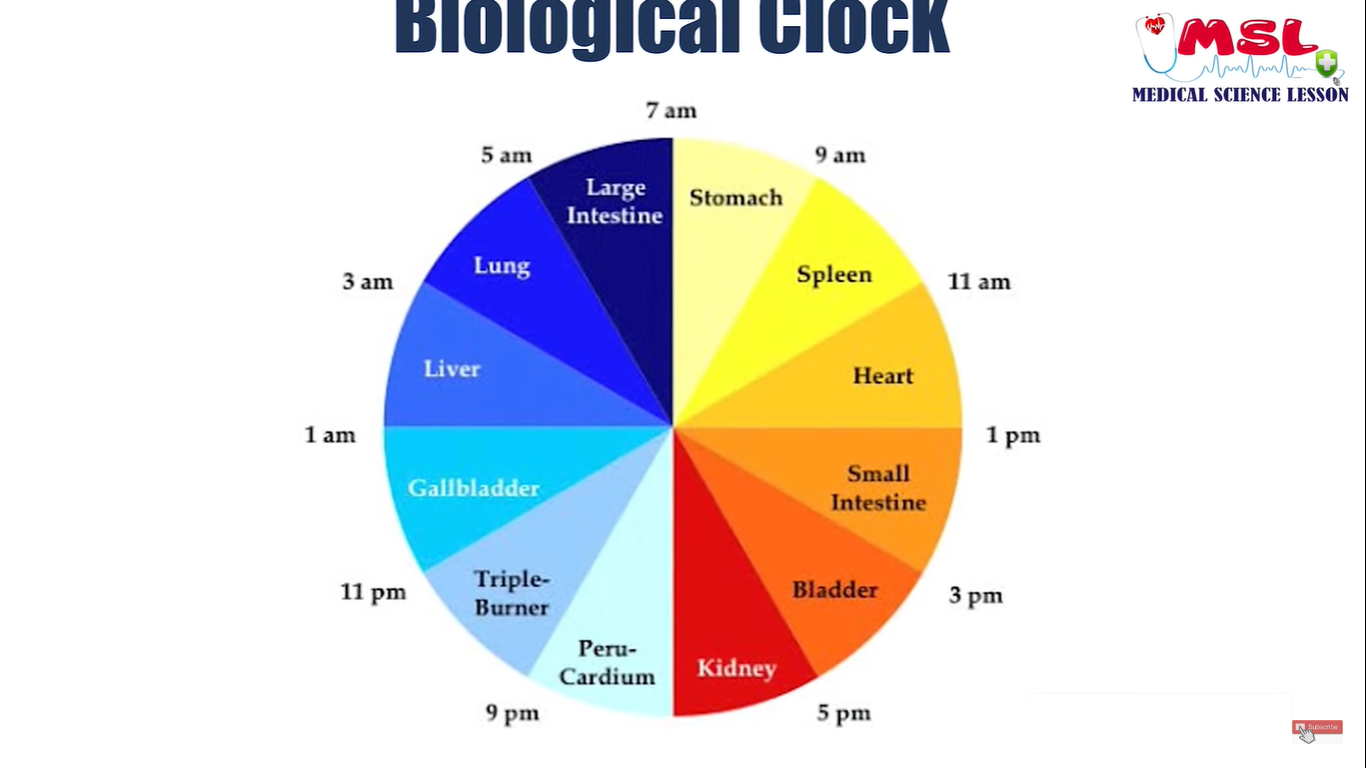 Biological Clock
MSL
MEDICAL SCIENCE LESSON
7 am
5 am
9 am
Large
Intestine
Stomach
Lung
Spleen
3 am
11 am
Liver
Heart
1 am
1 pm
Gallbladder
Small
Intestine
Triple-
Burner
Bladder
11 pm
3 pm
Peru-
Cardium
Kidney
9 pm
5 pm
Subscribe